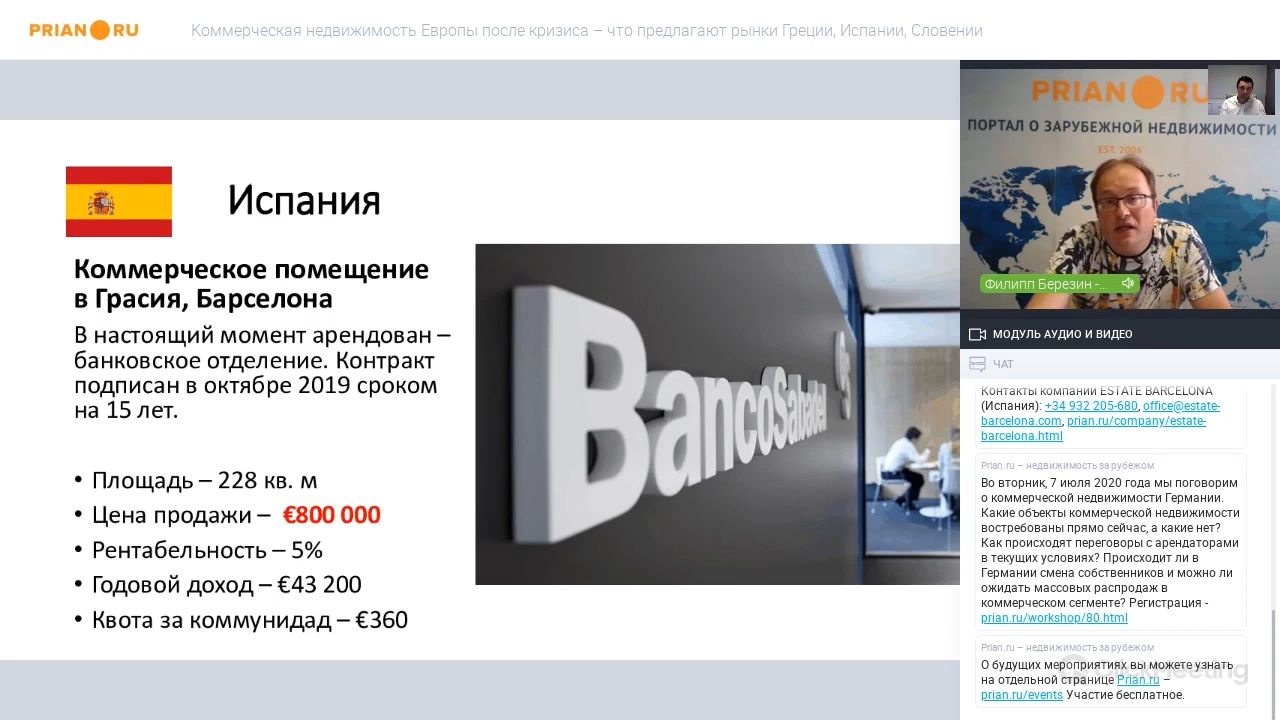 PRIAN RU
Коммерческая недвижимость Европы после кризиса – что предлагают рынки Греции, Испании, Словении
Испания
Коммерческое помещение
в Грасия, Барселона
В настоящий момент арендован –
банковское отделение. Контракт
подписан в октябре 2019 сроком
на 15 лет.
• Площадь – 228 кв. м
• Цена продажи – €800 000
• Рентабельность – 5%
• Годовой доход – €43 200
• Квота за коммунидад – €360
BancoSabadell
PRIAN RU
ПОРТАЛ О ЗАРУБЕЖНОЙ НЕДВИЖИМОСТИ
EST. 2006
Филипп Березин -...
МОДУЛЬ АУДИО И ВИДЕО
ЧАТ
Контакты компании ESTATE BARCELONA
(Испания): +34 932 205-680, office@estate-
barcelona.com, prian.ru/company/estate-
barcelona.html
Prian.ru – недвижимость за рубежом
Во вторник, 7 июля 2020 года мы поговорим
о коммерческой недвижимости Германии.
Какие объекты коммерческой недвижимости
востребованы прямо сейчас, а какие нет?
Как происходят переговоры с арендаторами
в текущих условиях? Происходит ли в
Германии смена собственников и можно ли
ожидать массовых распродаж в
коммерческом сегменте? Регистрация -
prian.ru/workshop/80.html
Prian.ru – недвижимость за рубежом
О будущих мероприятиях вы можете узнать
на отдельной странице Prian.ru –
prian.ru/events Участие бесплатное.
ClickMeeting